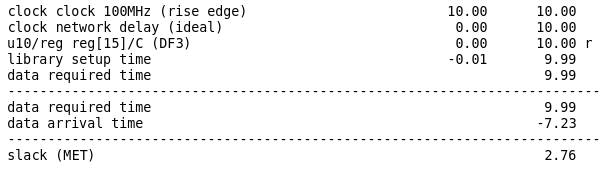 clock clock 100MHz (rise edge) 10.00 10.00
clock network delay (ideal) 0.00 10.00
u10/reg reg[15]/C (DF3) 0.00 10.00 r
library setup time -0.01 9.99
data required time 9.99
---------------------------------------------------------------------------
data required time 9.99
data arrival time -7.23
---------------------------------------------------------------------------
slack (MET) 2.76